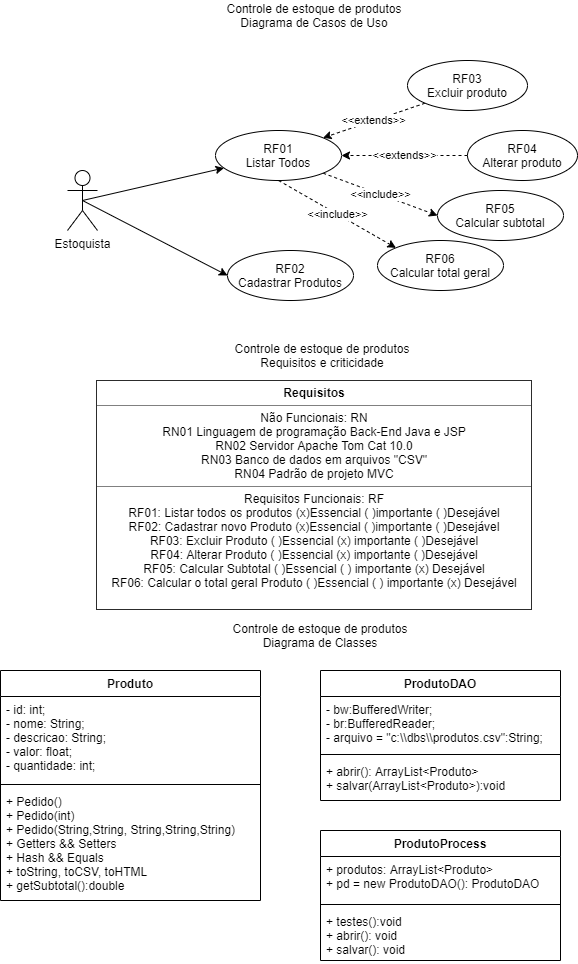 Controle de estoque de produtos
Diagrama de Casos de Uso
RF03
Excluir produto
<<extends>>
RF01
Listar Todos
<<extends>>
RF04
Alterar produto
<<include>>
RF05
Calcular subtotal
<<include>>
Estoquista
RF06
Calcular total geral
RF02
Cadastrar Produtos
Controle de estoque de produtos
Requisitos e criticidade
Requisitos
Não Funcionais: RN
RN01 Linguagem de programação Back-End Java e JSP
RN02 Servidor Apache Tom Cat 10.0
RN03 Banco de dados em arquivos "CSV"
RN04 Padrão de projeto MVC
Requisitos Funcionais: RF
RF01: Listar todos os produtos (x)Essencial ( )importante ( )Desejável
RF02: Cadastrar novo Produto (x)Essencial ( )importante ( )Desejável
RF03: Excluir Produto ( )Essencial (x) importante ( )Desejável
RF04: Alterar Produto ( )Essencial (x) importante ( )Desejável
RF05: Calcular Subtotal ( )Essencial ( ) importante (x) Desejável
RF06: Calcular o total geral Produto ( )Essencial ( ) importante (x) Desejável
Controle de estoque de produtos
Diagrama de Classes
Produto
- id: int;
- nome: String;
- descricao: String;
- valor: float;
- quantidade: int;
+ Pedido()
+ Pedido(int)
+ Pedido(String,String, String,String,String)
+ Getters && Setters
+ Hash && Equals
+ toString, toCSV, toHTML
+ getSubtotal():double
ProdutoDAO
- bw:BufferedWriter;
- br:BufferedReader;
- arquivo = "c:\\dbs\\produtos.csv":String;
+ abrir(): ArrayList<Produto>
+ salvar(ArrayList<Produto>):void
ProdutoProcess
+ produtos: ArrayList<Produto>
+ pd = new ProdutoDAO(): ProdutoDAO
+ testes():void
+ abrir(): void
+ salvar(): void